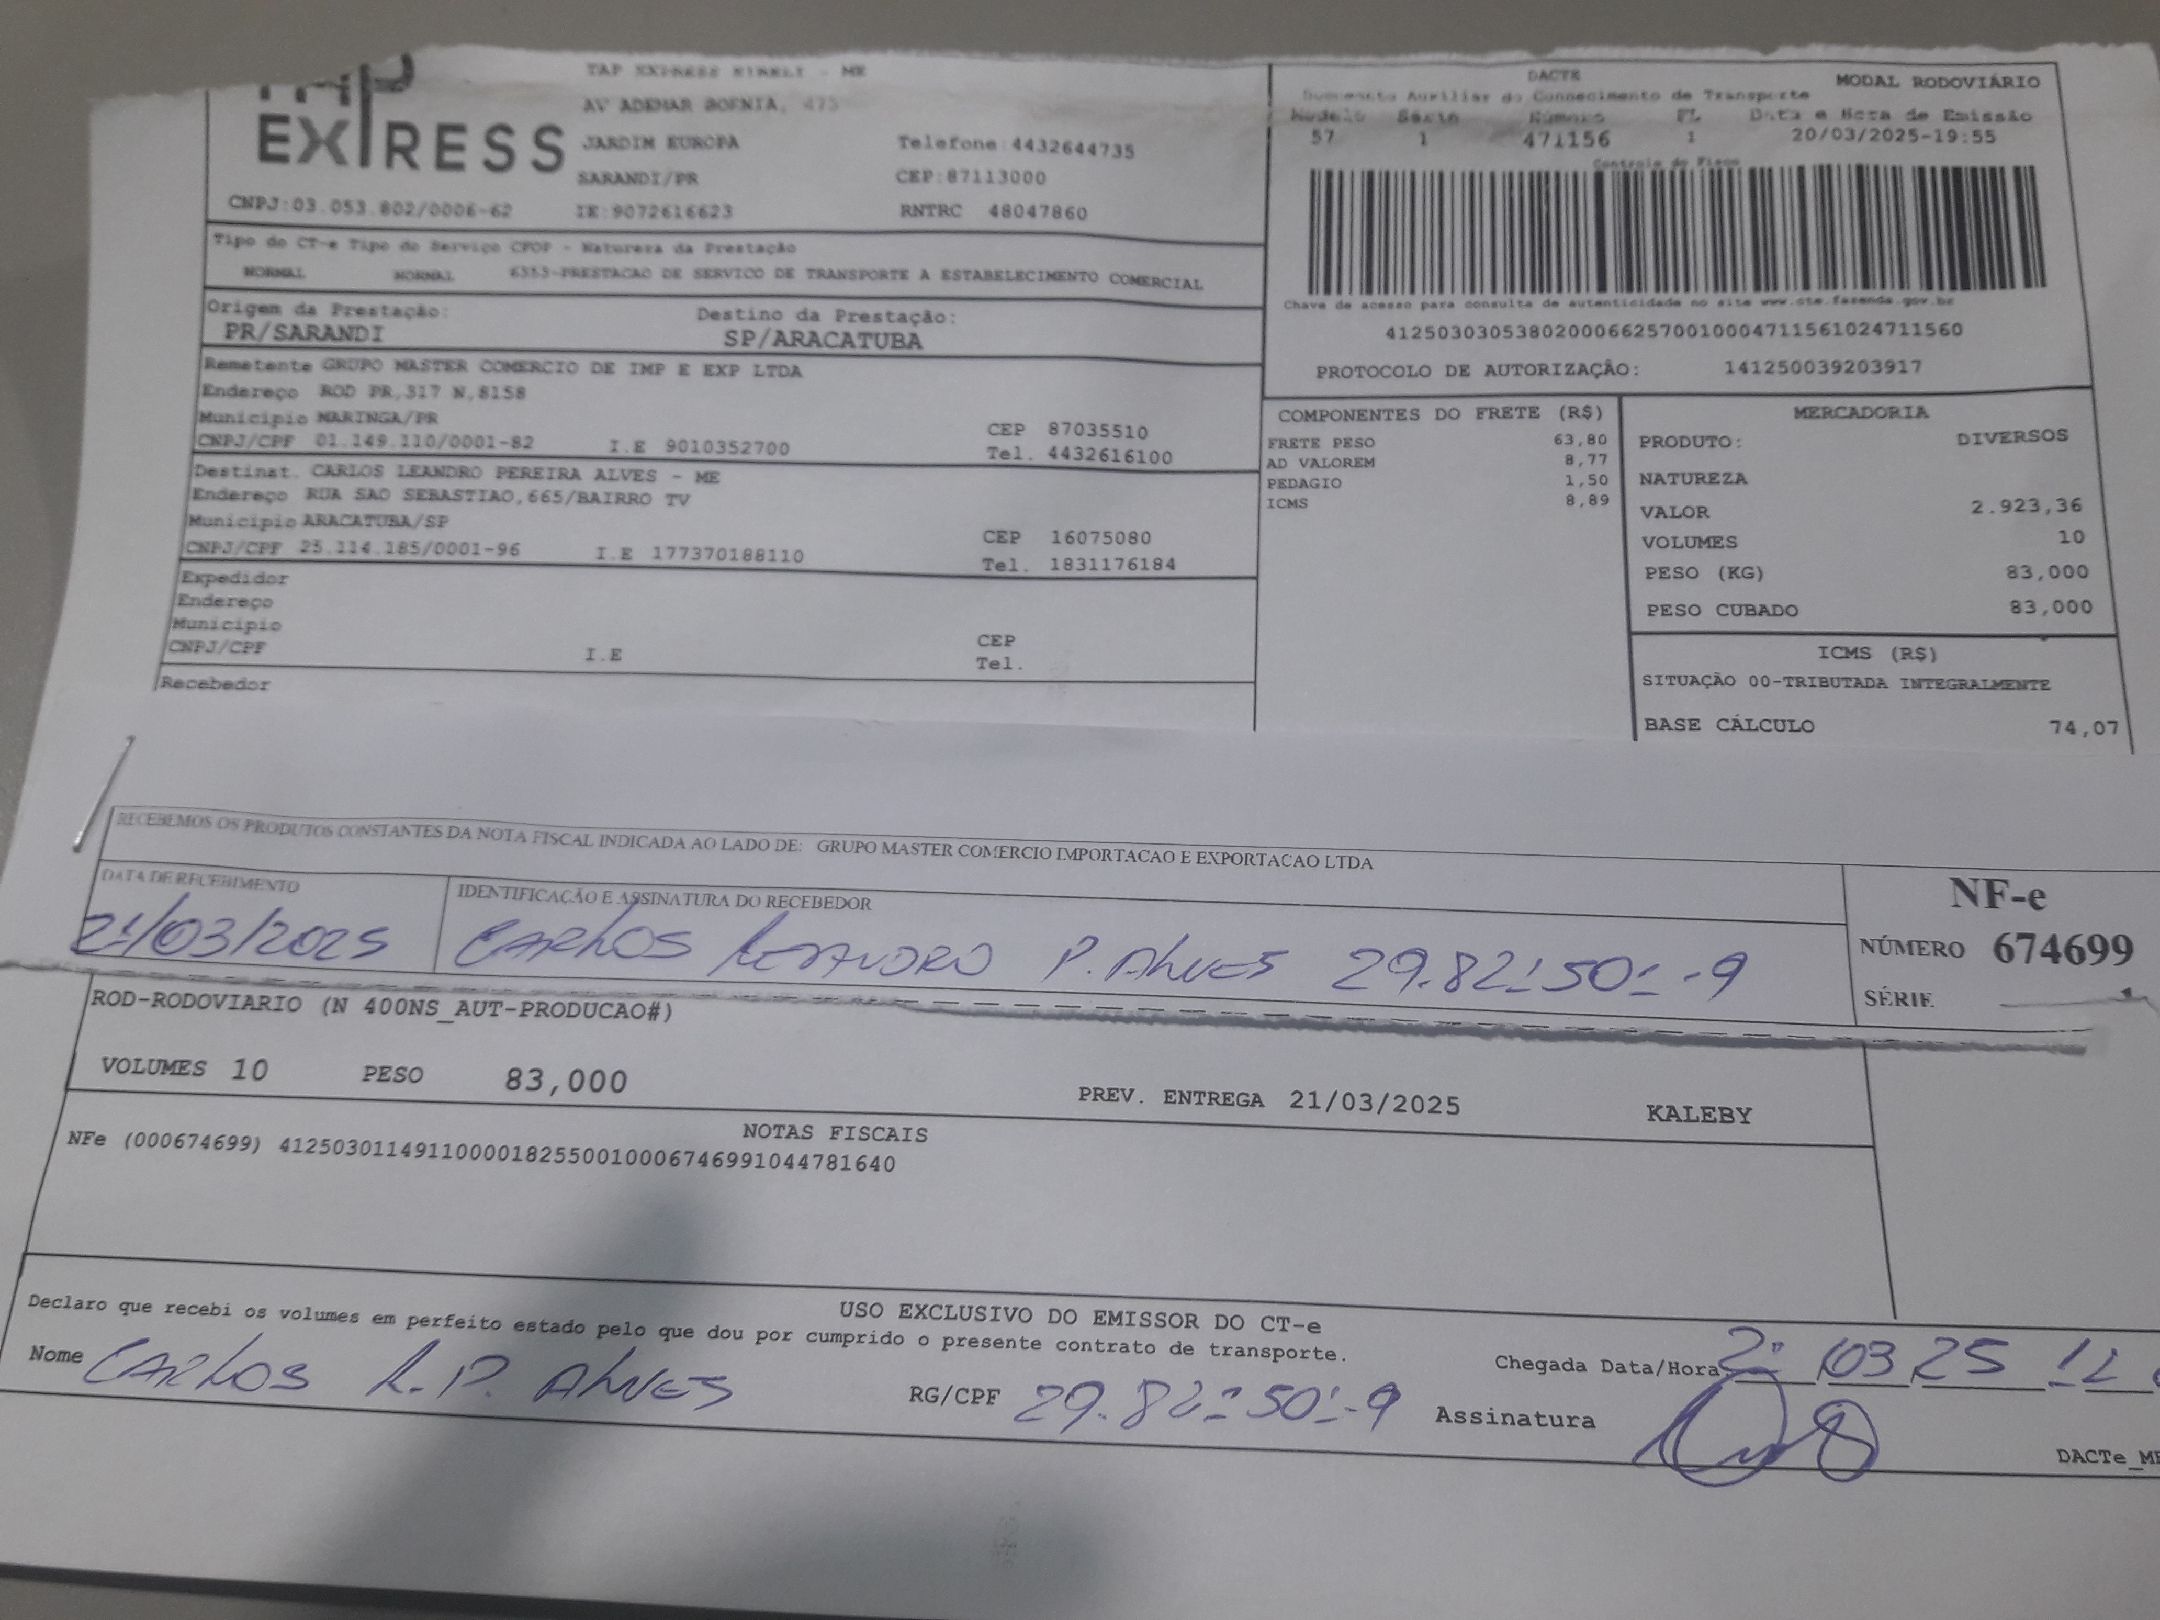 TAP EXPRESS
TAP EXPRESS EIRELI - ME
AV ADEMAR BORNIA, 475
JARDIM EUROPA
Telefone:4432644735
SARANDI/PR
CEP:87113000
CNPJ:03.053.802/0006-62
IE:9072616623
RNTRC 48047860
DACTE
MODAL RODOVIÁRIO
Documento Auxiliar do Conhecimento de Transporte
Modelo Série Número FL Data e Hora de Emissão
57 1 471156 1 20/03/2025-19:55
Controle do Fisco
Chave de acesso para consulta de autenticidade no site www.cte.fazenda.gov.br
41250303053802000662570010004711561024711560
PROTOCOLO DE AUTORIZAÇÃO: 141250039203917
Tipo do CT-e Tipo do Serviço CFOP - Natureza da Prestação
NORMAL NORMAL 6353-PRESTACAO DE SERVICO DE TRANSPORTE A ESTABELECIMENTO COMERCIAL
Origem da Prestação: Destino da Prestação:
PR/SARANDI SP/ARACATUBA
Remetente GRUPO MASTER COMERCIO DE IMP E EXP LTDA
Endereço ROD PR,317 N,8158
Município MARINGA/PR CEP 87035510
CNPJ/CPF 01.149.110/0001-82 I.E 9010352700 Tel. 4432616100
Destinat. CARLOS LEANDRO PEREIRA ALVES - ME
Endereço RUA SAO SEBASTIAO,665/BAIRRO TV
Município ARACATUBA/SP CEP 16075080
CNPJ/CPF 25.114.185/0001-96 I.E 177370188110 Tel. 1831176184
Expedidor
Endereço
Município CEP
CNPJ/CPF I.E Tel.
Recebedor
COMPONENTES DO FRETE (R$)
FRETE PESO 63,80
AD VALOREM 8,77
PEDAGIO 1,50
ICMS 8,89
MERCADORIA
PRODUTO: DIVERSOS
NATUREZA
VALOR 2.923,36
VOLUMES 10
PESO (KG) 83,000
PESO CUBADO 83,000
ICMS (R$)
SITUAÇÃO 00-TRIBUTADA INTEGRALMENTE
BASE CÁLCULO 74,07
RECEBEMOS OS PRODUTOS CONSTANTES DA NOTA FISCAL INDICADA AO LADO DE: GRUPO MASTER COMERCIO IMPORTACAO E EXPORTACAO LTDA
DATA DE RECEBIMENTO IDENTIFICAÇÃO E ASSINATURA DO RECEBEDOR
21/03/2025 CARLOS LEANDRO P. ALVES
NF-e
NÚMERO 674699
SÉRIE
ROD-RODOVIARIO (N 400NS_AUT-PRODUCAO#)
VOLUMES 10 PESO 83,000 PREV. ENTREGA 21/03/2025 KALEBY
NOTAS FISCAIS
NFe (000674699) 41250301149110000182550010006746991044781640
USO EXCLUSIVO DO EMISSOR DO CT-e
Declaro que recebi os volumes em perfeito estado pelo que dou por cumprido o presente contrato de transporte.
Nome CARLOS L.P. ALVES RG/CPF
Chegada Data/Hora 03 25
Assinatura